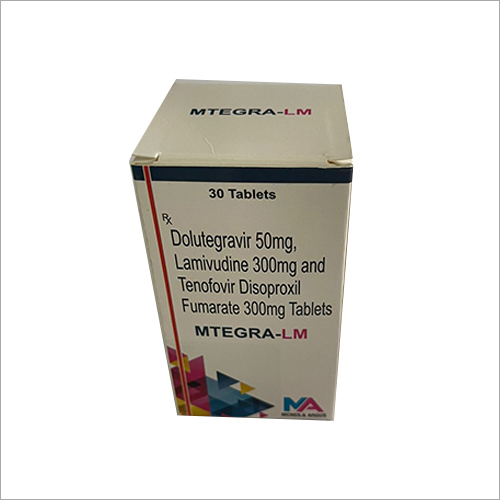 MTEGRA-LM
30 Tablets
Rx
Dolutegravir 50mg,
Lamivudine 300mg and
Tenofovir Disoproxil
Fumarate 300mg Tablets
MTEGRA-LM
MA